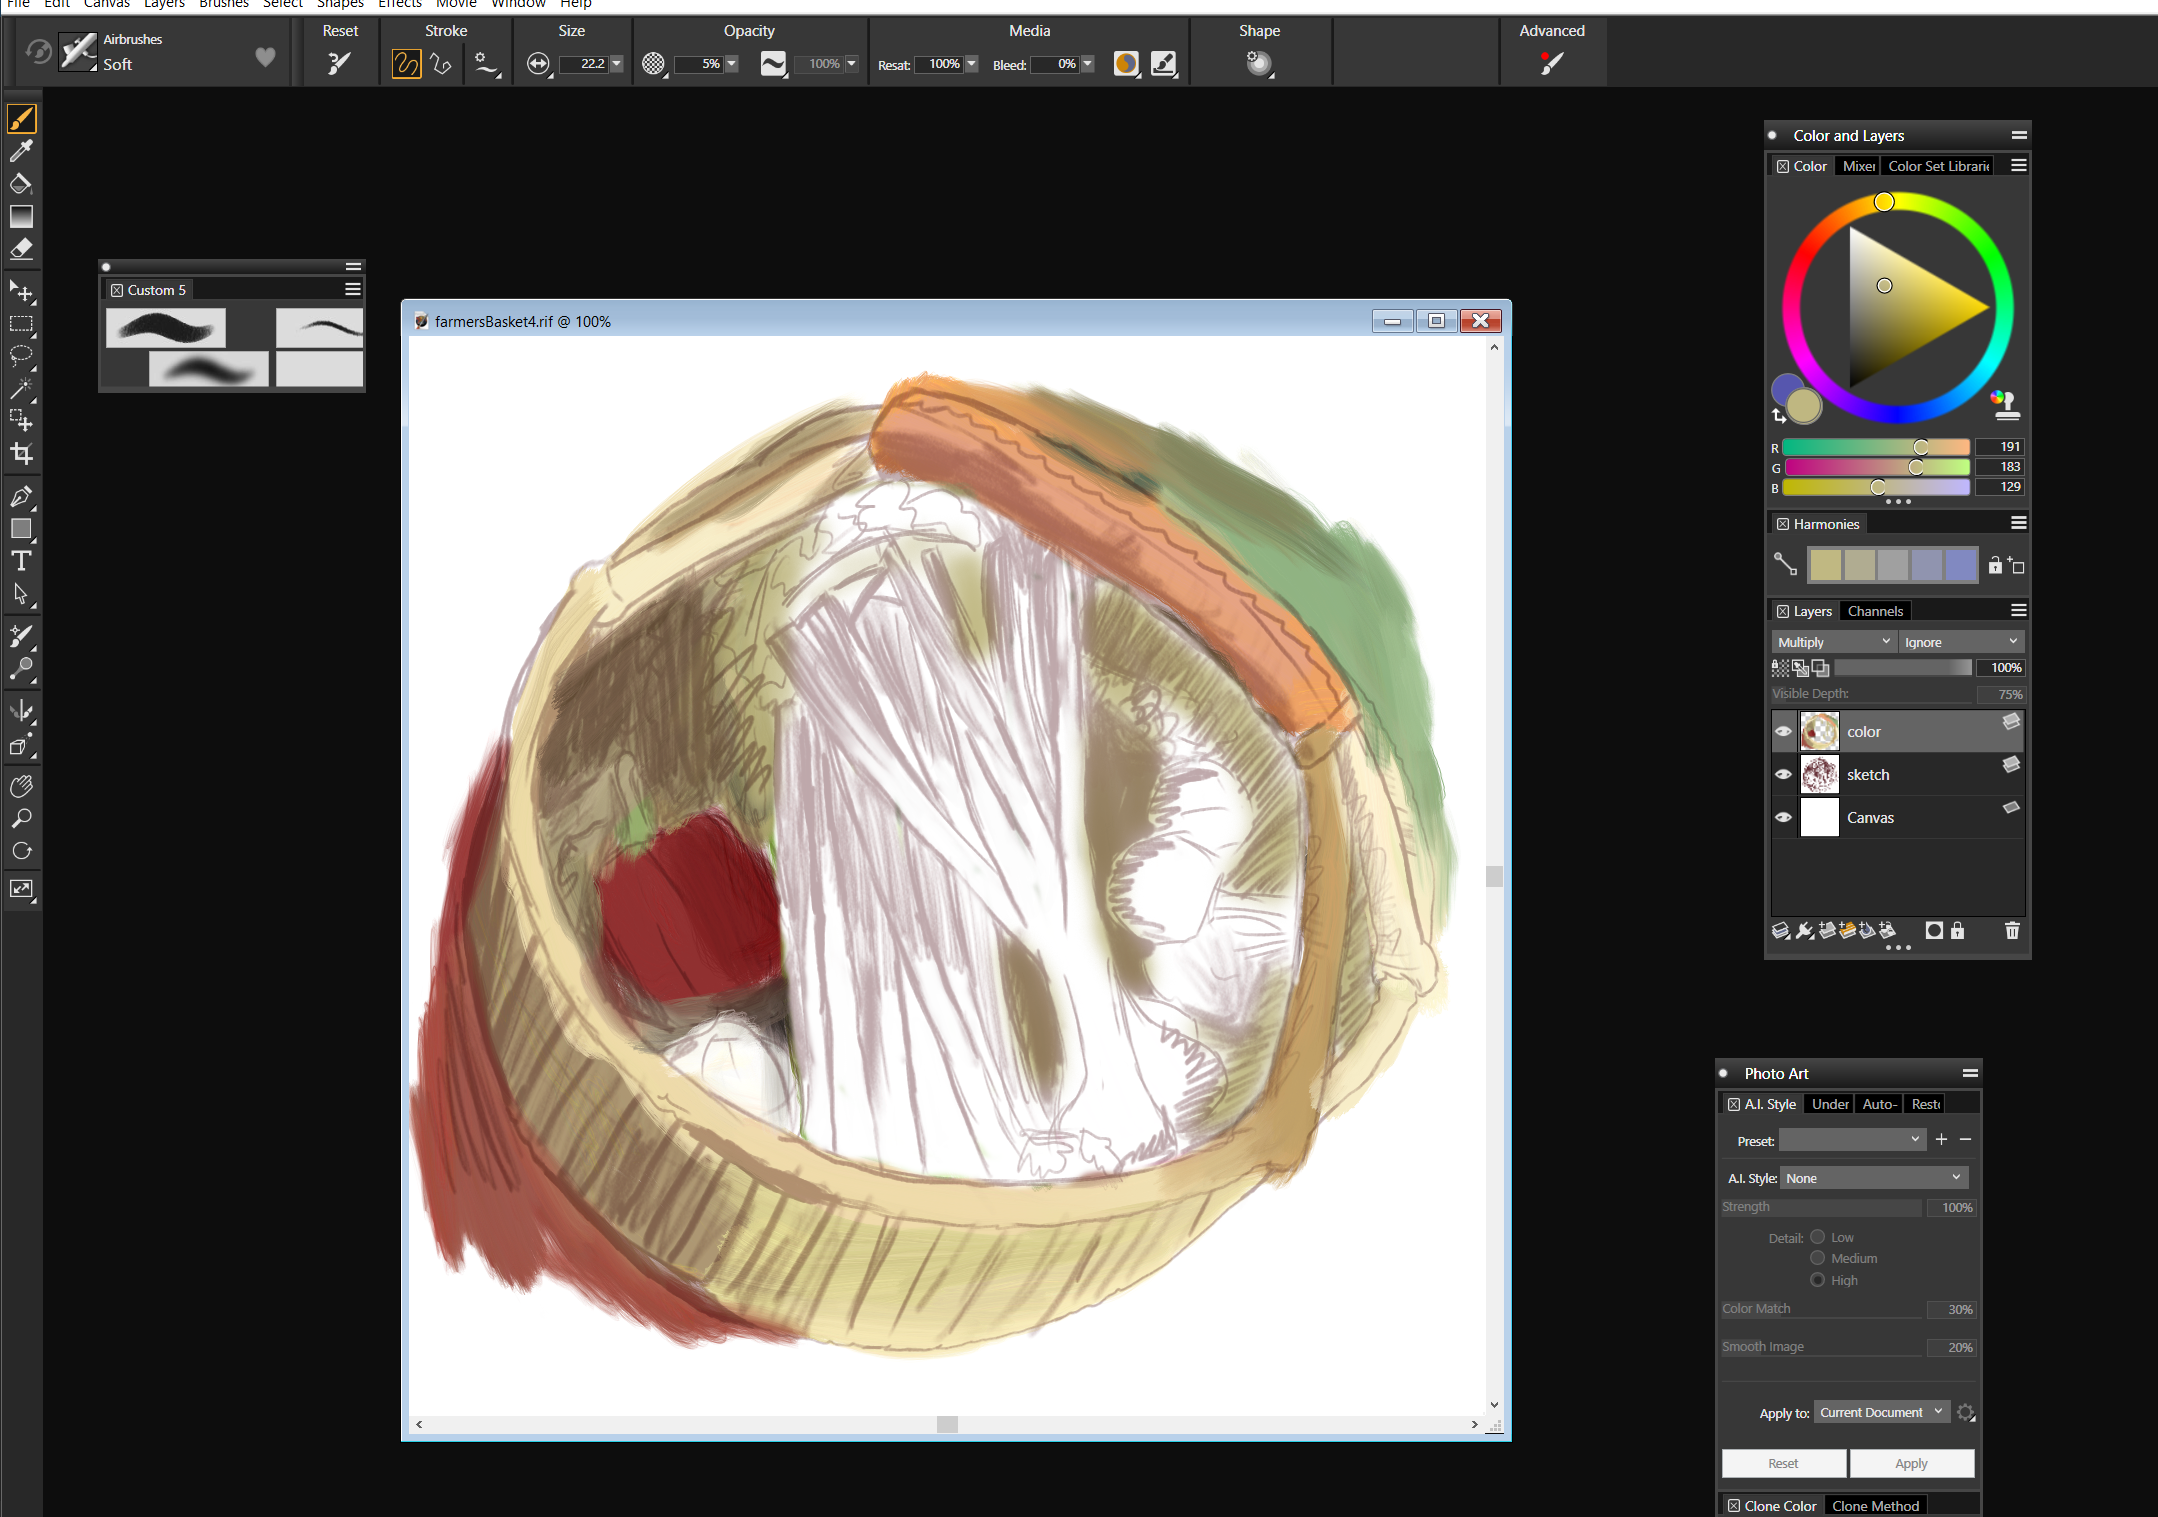 File Edit Canvas Layers Brushes Select Shapes Effects Movie Window Help
Airbrushes
Soft
Reset Stroke Size Opacity Media Shape Advanced
22.2 5% 100% Resat: 100% Bleed: 0%
Custom 5
farmersBasket4.rif @ 100%
Color and Layers
Color Mixer Color Set Librarie
R 191
G 183
B 129
Harmonies
Layers Channels
Multiply Ignore
100%
Visible Depth: 75%
color
sketch
Canvas
Photo Art
A.I. Style Under Auto- Resto
Preset:
A.I. Style: None
Strength 100%
Detail: Low
Medium
High
Color Match 30%
Smooth Image 20%
Apply to: Current Document
Reset Apply
Clone Color Clone Method